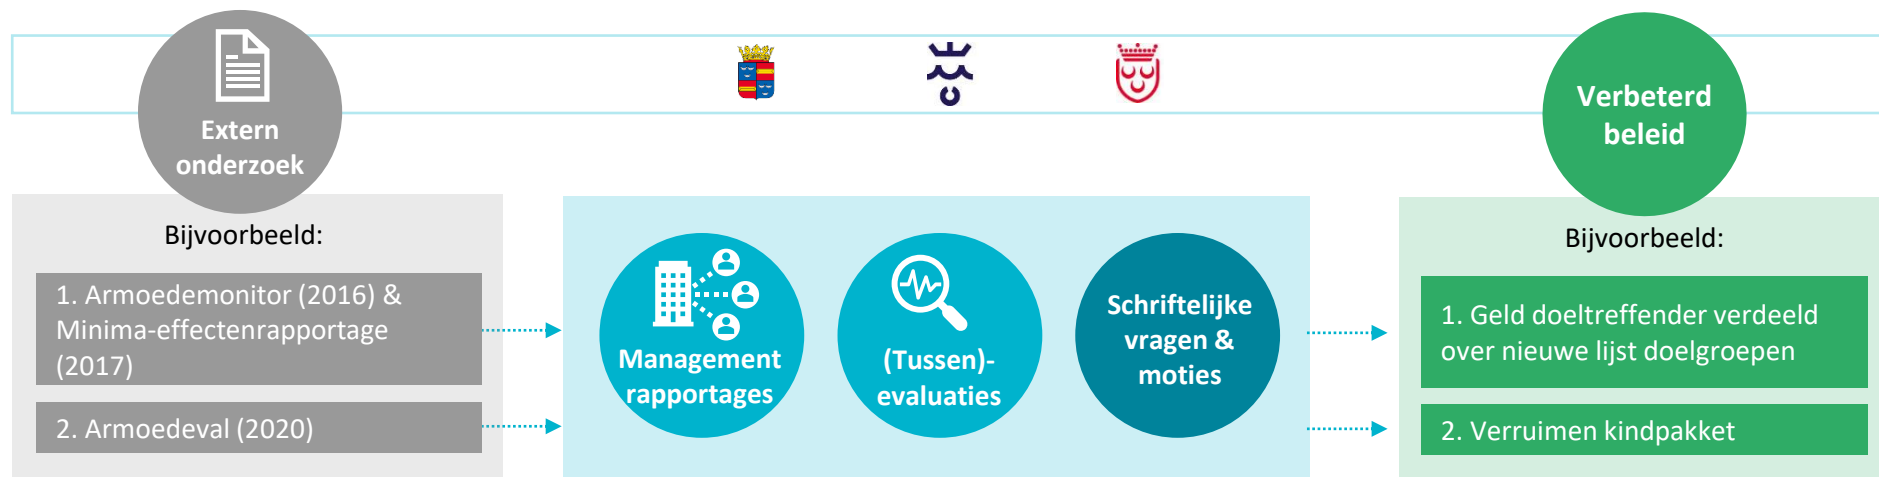 Extern
onderzoek
Bijvoorbeeld:
1. Armoedemonitor (2016) &
Minima-effectenrapportage
(2017)
2. Armoedeval (2020)
Management
rapportages
(Tussen)-
evaluaties
Schriftelijke
vragen &
moties
Verbeterd
beleid
Bijvoorbeeld:
1. Geld doeltreffender verdeeld
over nieuwe lijst doelgroepen
2. Verruimen kindpakket